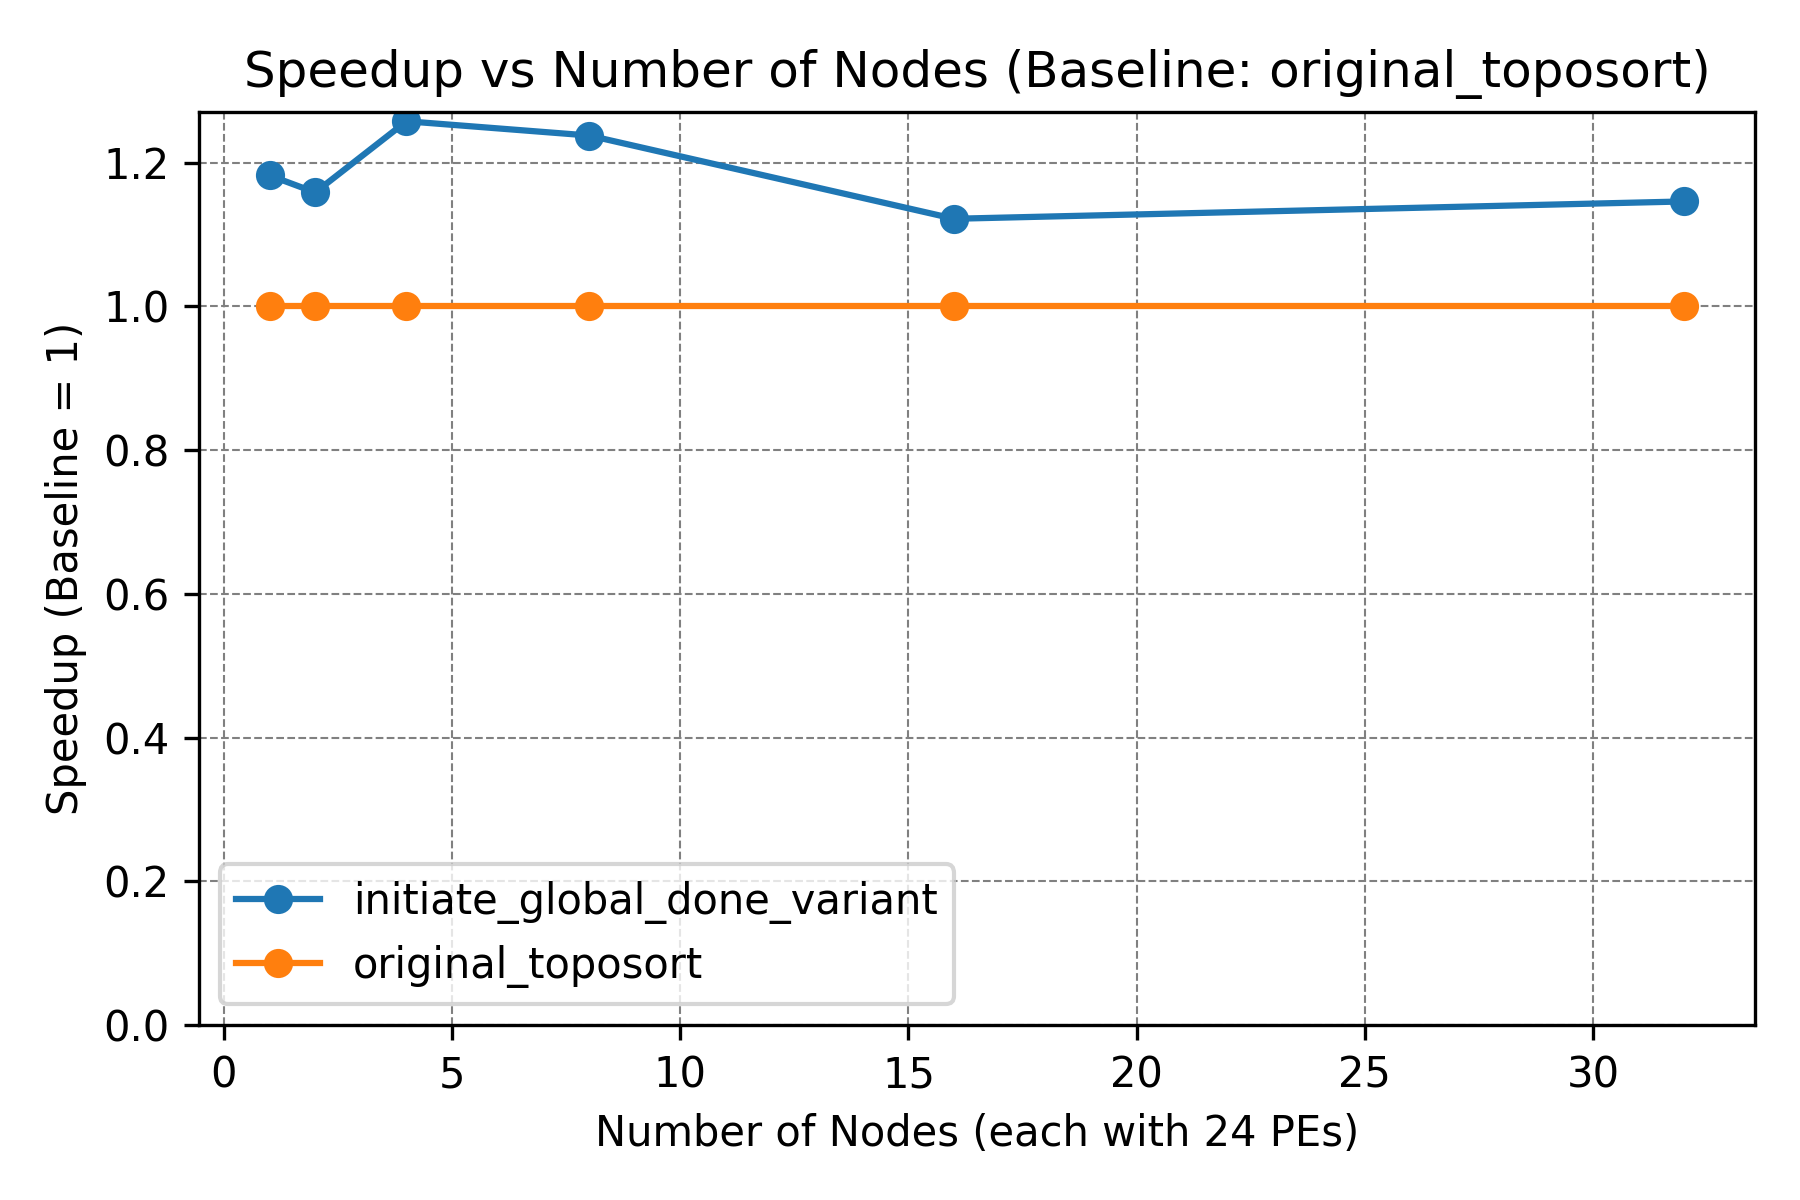 Speedup vs Number of Nodes (Baseline: original_toposort)
Speedup (Baseline = 1)
1.2
1.0
0.8
0.6
0.4
0.2
0.0
initiate_global_done_variant
original_toposort
0 5 10 15 20 25 30
Number of Nodes (each with 24 PEs)